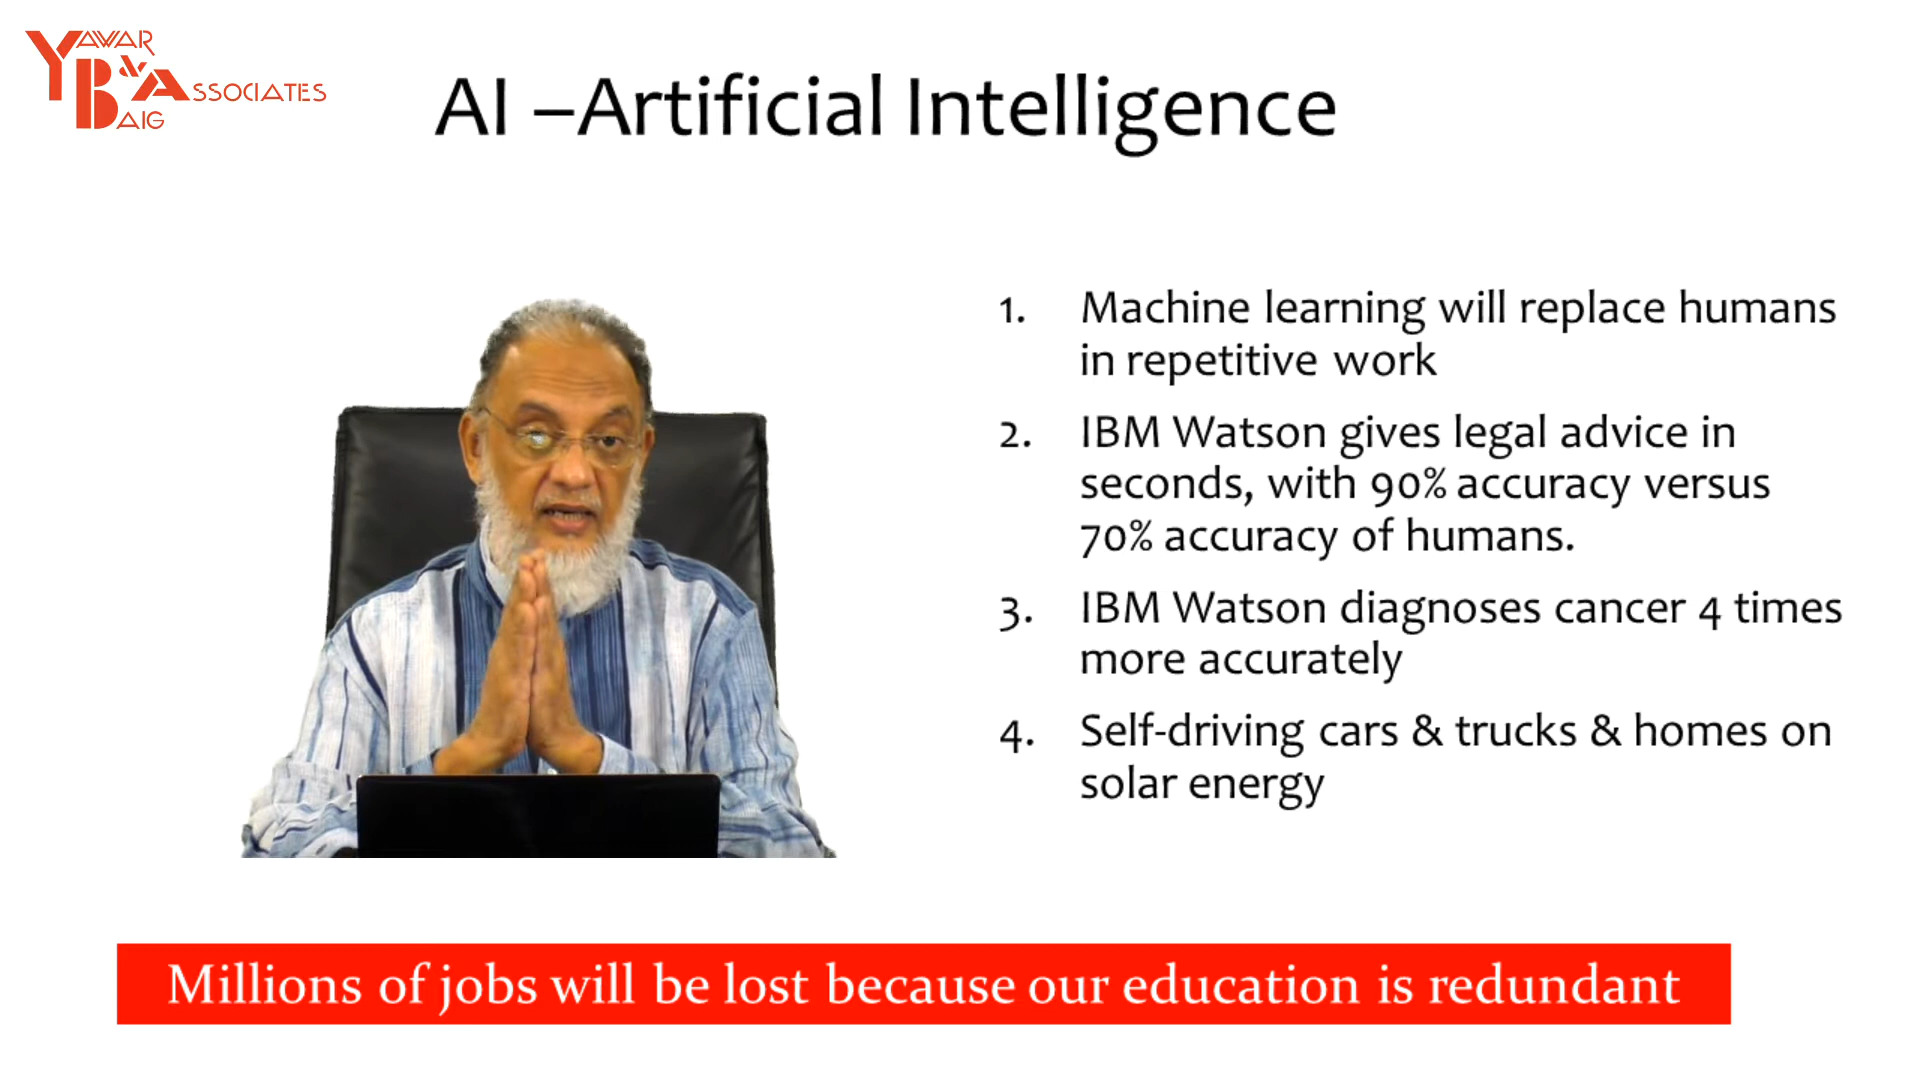 YAWAR
BAIG & ASSOCIATES
AI –Artificial Intelligence
1. Machine learning will replace humans
in repetitive work
2. IBM Watson gives legal advice in
seconds, with 90% accuracy versus
70% accuracy of humans.
3. IBM Watson diagnoses cancer 4 times
more accurately
4. Self-driving cars & trucks & homes on
solar energy
Millions of jobs will be lost because our education is redundant